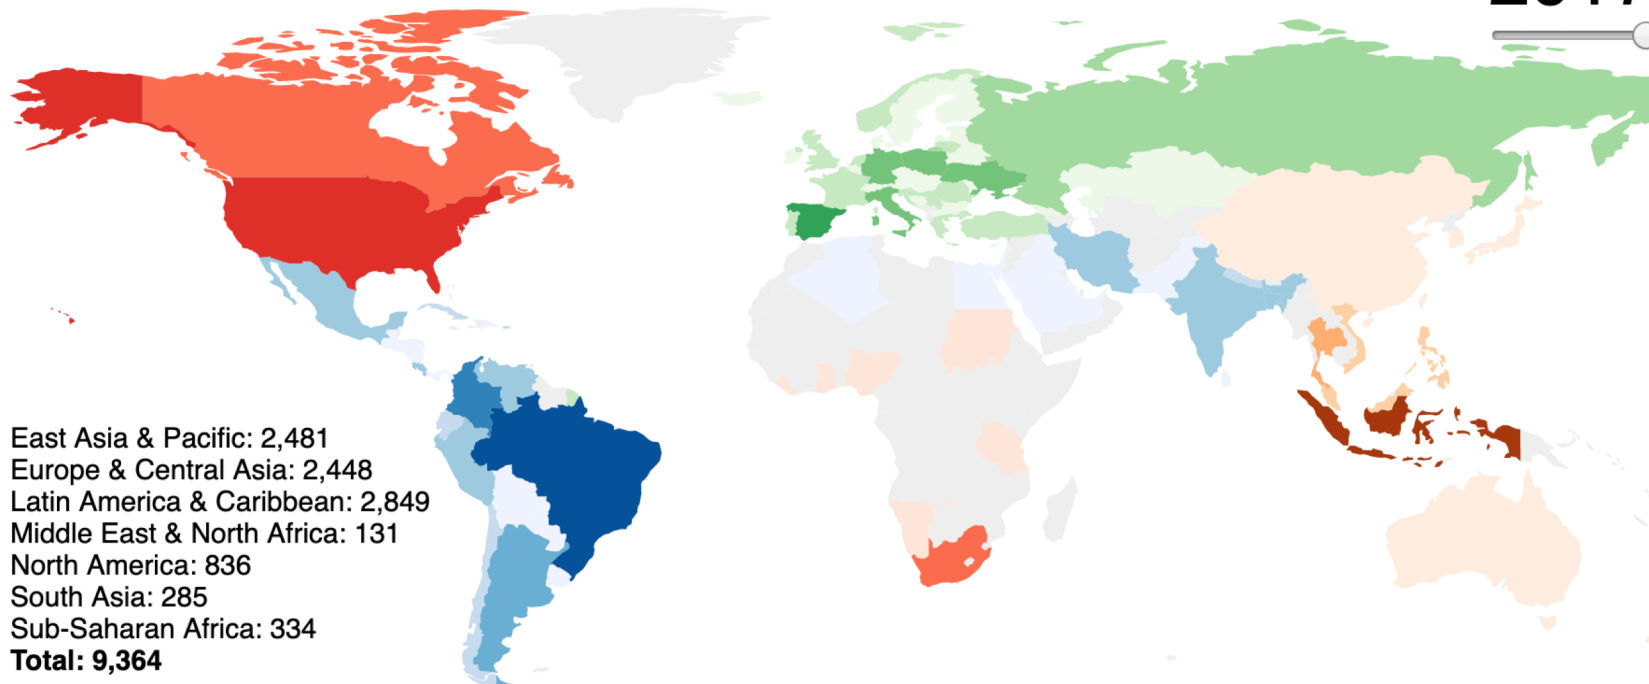 East Asia & Pacific: 2,481
Europe & Central Asia: 2,448
Latin America & Caribbean: 2,849
Middle East & North Africa: 131
North America: 836
South Asia: 285
Sub-Saharan Africa: 334
Total: 9,364